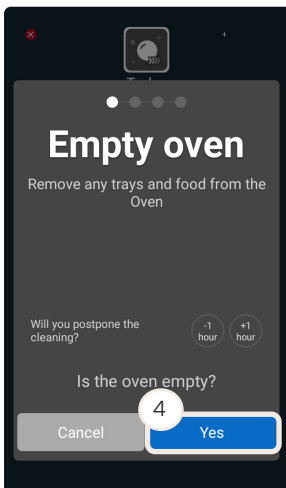 Empty oven
Remove any trays and food from the
Oven
Will you postpone the
cleaning?
-1
hour
+1
hour
Is the oven empty?
4
Cancel
Yes